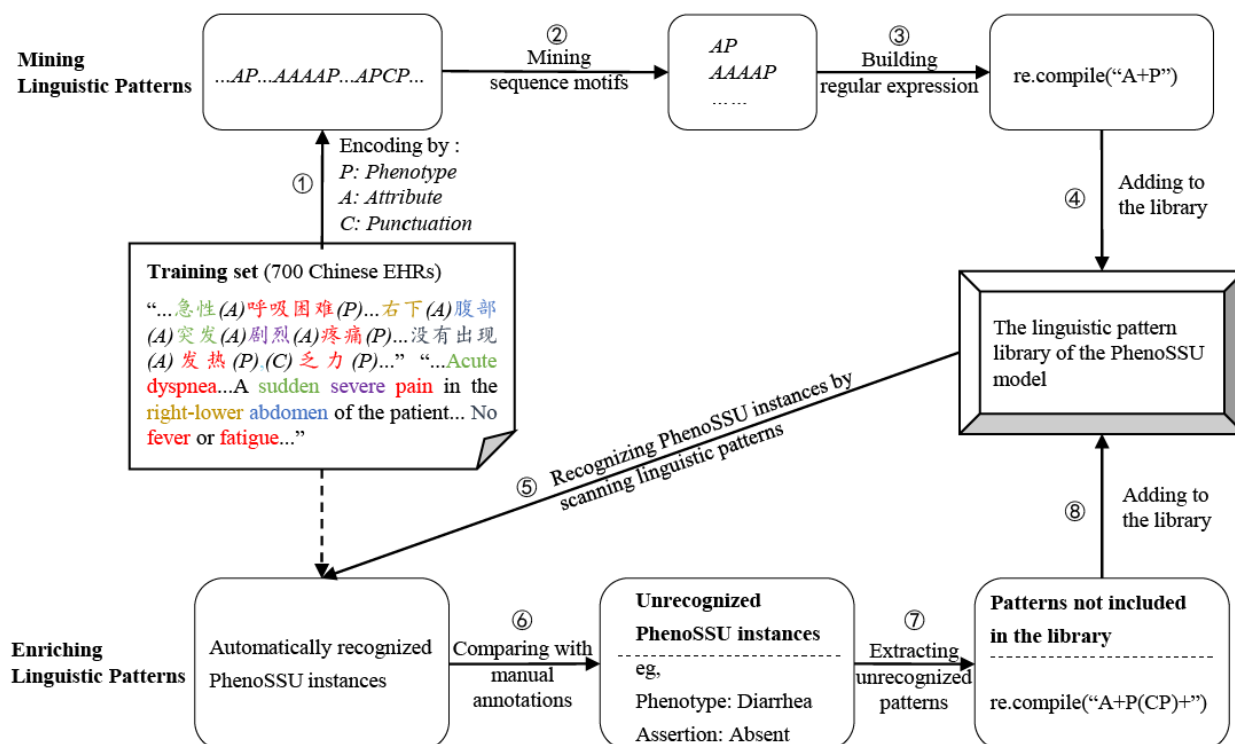 Mining
Linguistic Patterns
...AP...AAAAP...APCP...
②
Mining
sequence motifs
AP
AAAAP
... ...
③
Building
regular expression
re.compile(“A+P”)
①
Encoding by :
P: Phenotype
A: Attribute
C: Punctuation
④
Adding to
the library
Training set (700 Chinese EHRs)
“...急性(A)呼吸困难(P)...右下(A)腹部
(A)突发(A)剧烈(A)疼痛(P)...没有出现
(A)发热(P),(C)乏力(P)...” “...Acute
dyspnea...A sudden severe pain in the
right-lower abdomen of the patient... No
fever or fatigue...”
The linguistic pattern
library of the PhenoSSU
model
⑤
Recognizing PhenoSSU instances by
scanning linguistic patterns
⑧
Adding to
the library
Enriching
Linguistic Patterns
Automatically recognized
PhenoSSU instances
⑥
Comparing with
manual
annotations
Unrecognized
PhenoSSU instances
eg,
Phenotype: Diarrhea
Assertion: Absent
⑦
Extracting
unrecognized
patterns
Patterns not included
in the library
re.compile(“A+P(CP)+”)